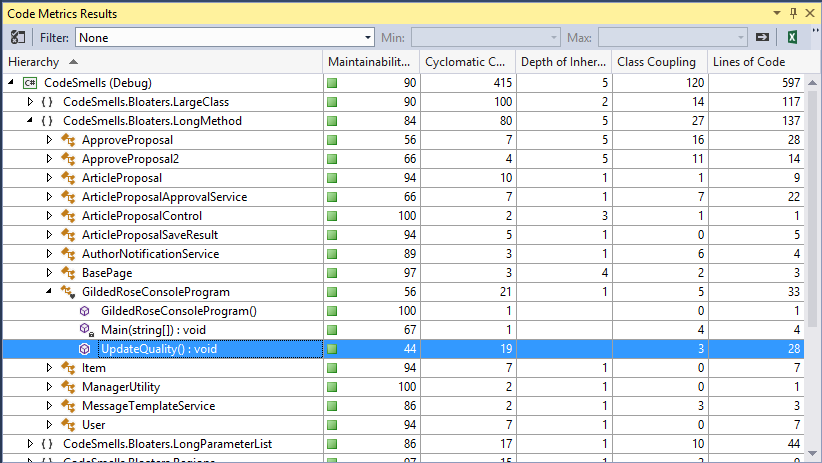 Code Metrics Results
Filter: None Min: Max:
Hierarchy Maintainabilit... Cyclomatic C... Depth of Inher... Class Coupling Lines of Code
C# CodeSmells (Debug) 90 415 5 120 597
{ } CodeSmells.Bloaters.LargeClass 90 100 2 14 117
{ } CodeSmells.Bloaters.LongMethod 84 80 5 27 137
ApproveProposal 56 7 5 16 28
ApproveProposal2 66 4 5 11 14
ArticleProposal 94 10 1 1 9
ArticleProposalApprovalService 66 7 1 7 22
ArticleProposalControl 100 2 3 1 1
ArticleProposalSaveResult 94 5 1 0 5
AuthorNotificationService 89 3 1 6 4
BasePage 97 3 4 2 3
GildedRoseConsoleProgram 56 21 1 5 33
GildedRoseConsoleProgram() 100 1 0 1
Main(string[]) : void 67 1 4 4
UpdateQuality() : void 44 19 3 28
Item 94 7 1 0 7
ManagerUtility 100 2 1 0 2
MessageTemplateService 86 2 1 3 3
User 94 7 1 0 7
{ } CodeSmells.Bloaters.LongParameterList 86 17 1 10 44